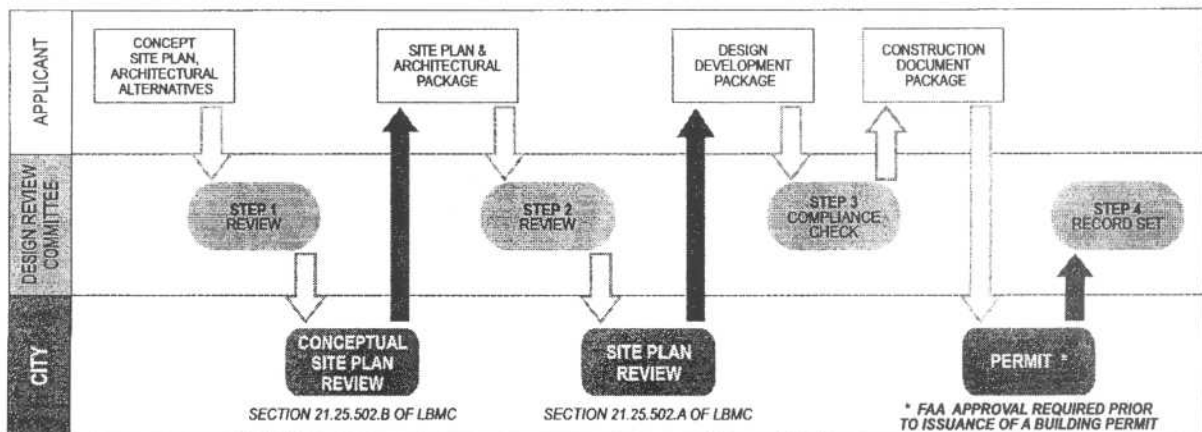 APPLICANT
CONCEPT
SITE PLAN,
ARCHITECTURAL
ALTERNATIVES
SITE PLAN &
ARCHITECTURAL
PACKAGE
DESIGN
DEVELOPMENT
PACKAGE
CONSTRUCTION
DOCUMENT
PACKAGE
DESIGN REVIEW
COMMITTEE
STEP 1
REVIEW
STEP 2
REVIEW
STEP 3
COMPLIANCE
CHECK
STEP 4
RECORD SET
CITY
CONCEPTUAL
SITE PLAN
REVIEW
SECTION 21.25.502.B OF LBMC
SITE PLAN
REVIEW
SECTION 21.25.502.A OF LBMC
PERMIT *
* FAA APPROVAL REQUIRED PRIOR
TO ISSUANCE OF A BUILDING PERMIT